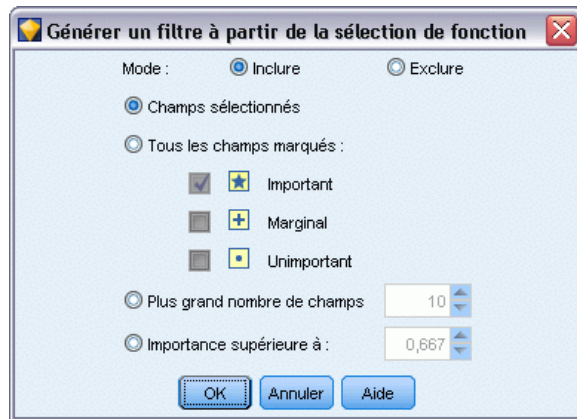 Générer un filtre à partir de la sélection de fonction
Mode : Inclure Exclure
Champs sélectionnés
Tous les champs marqués :
Important
Marginal
Unimportant
Plus grand nombre de champs 10
Importance supérieure à : 0,667
OK Annuler Aide